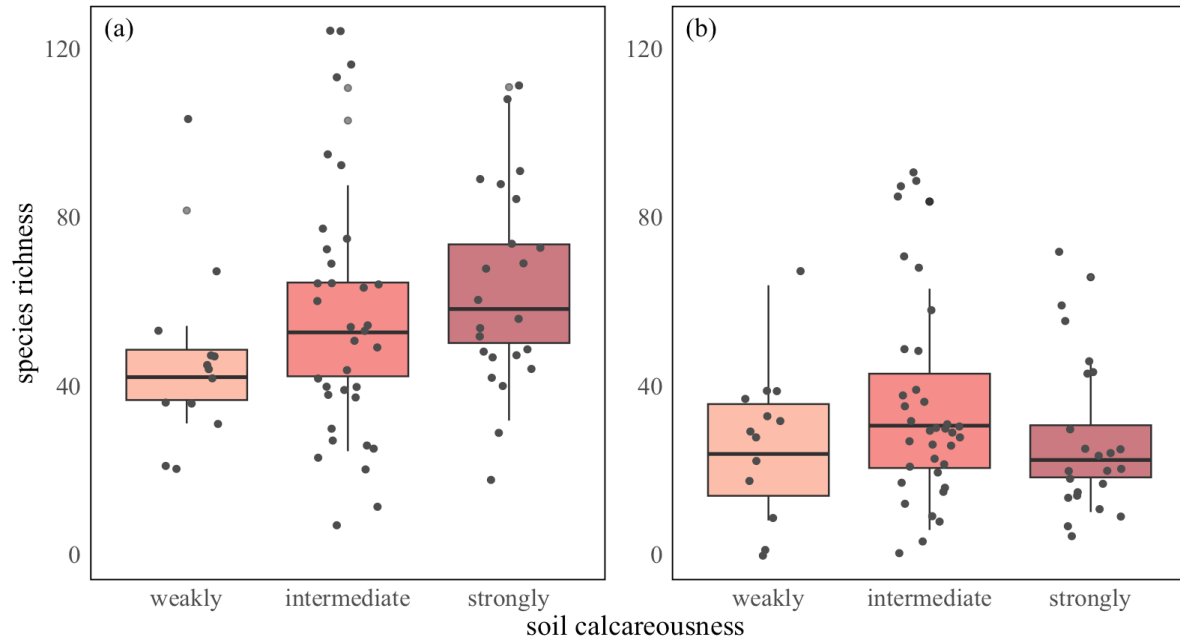 (a)
(b)
120
80
40
0
120
80
40
0
species richness
weakly intermediate strongly
weakly intermediate strongly
soil calcareousness